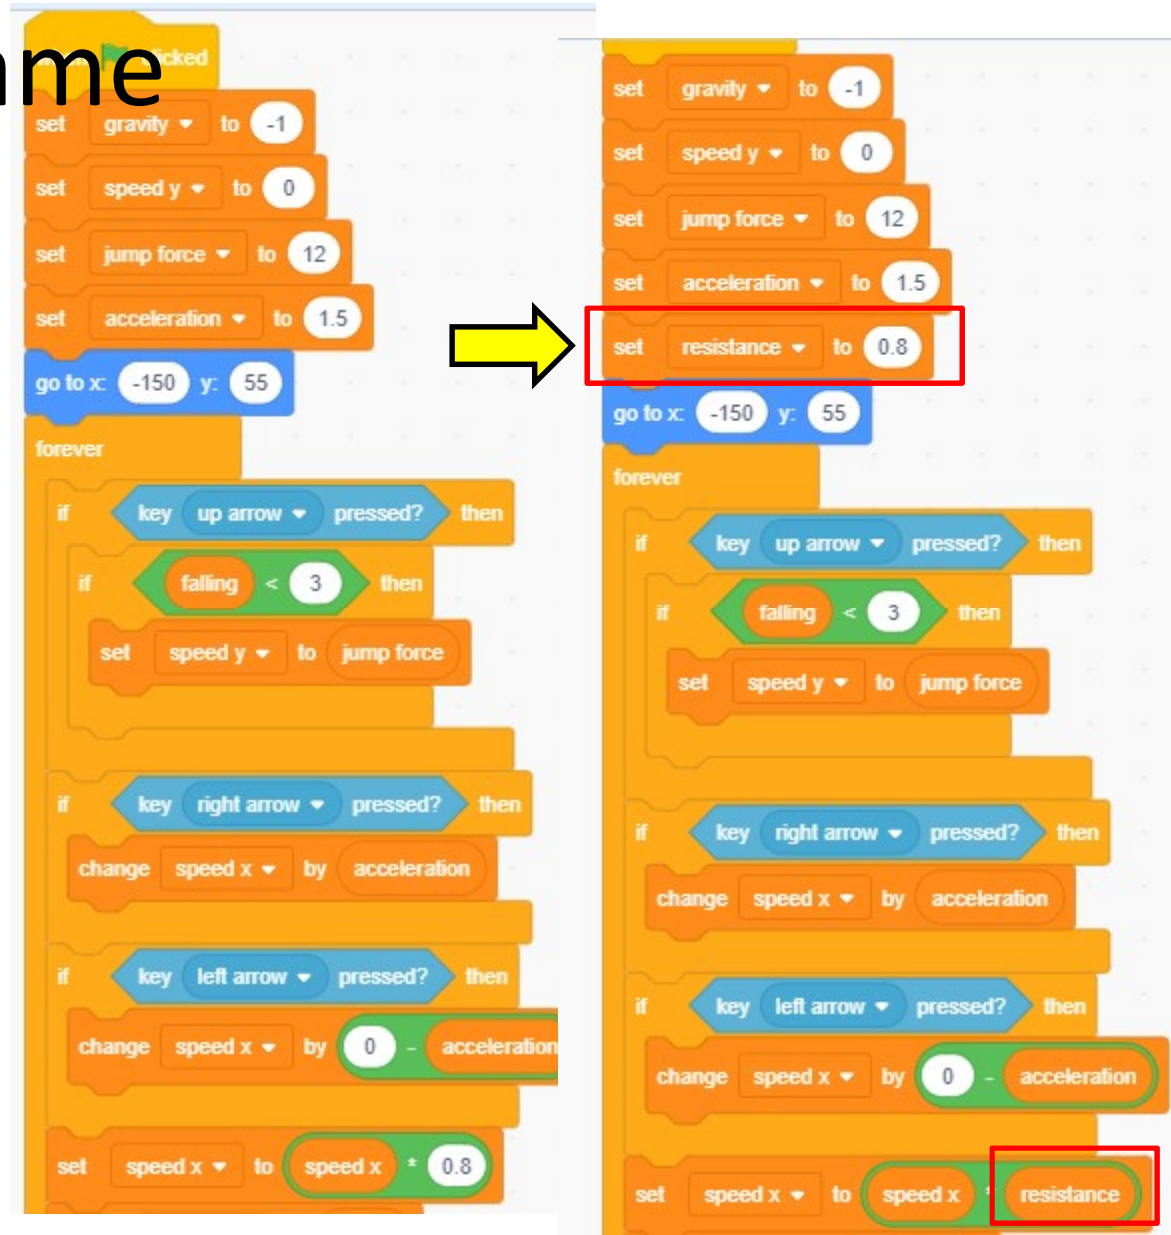 me
clicked
set gravity to -1
set speed y to 0
set jump force to 12
set acceleration to 1.5
go to x: -150 y: 55
forever
if key up arrow pressed? then
if falling < 3 then
set speed y to jump force
if key right arrow pressed? then
change speed x by acceleration
if key left arrow pressed? then
change speed x by 0 - acceleration
set speed x to speed x * 0.8
set gravity to -1
set speed y to 0
set jump force to 12
set acceleration to 1.5
set resistance to 0.8
go to x: -150 y: 55
forever
if key up arrow pressed? then
if falling < 3 then
set speed y to jump force
if key right arrow pressed? then
change speed x by acceleration
if key left arrow pressed? then
change speed x by 0 - acceleration
set speed x to speed x * resistance